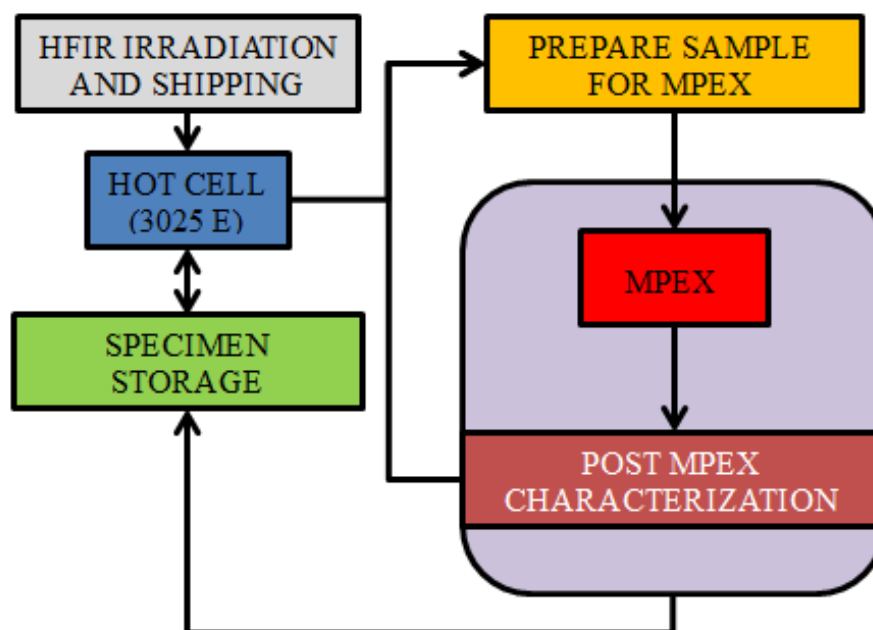 HFIR IRRADIATION
AND SHIPPING
PREPARE SAMPLE
FOR MPEX
HOT CELL
(3025 E)
MPEX
SPECIMEN
STORAGE
POST MPEX
CHARACTERIZATION